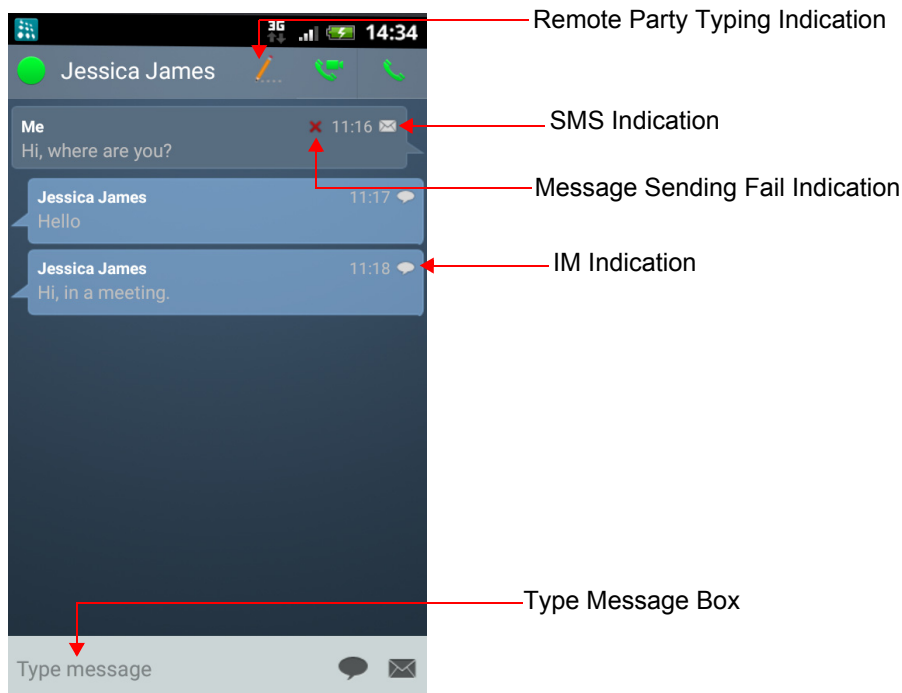 Remote Party Typing Indication
3G 14:34
Jessica James
Me 11:16
SMS Indication
Hi, where are you?
Message Sending Fail Indication
Jessica James 11:17
Hello
Jessica James 11:18
IM Indication
Hi, in a meeting.
Type Message Box
Type message